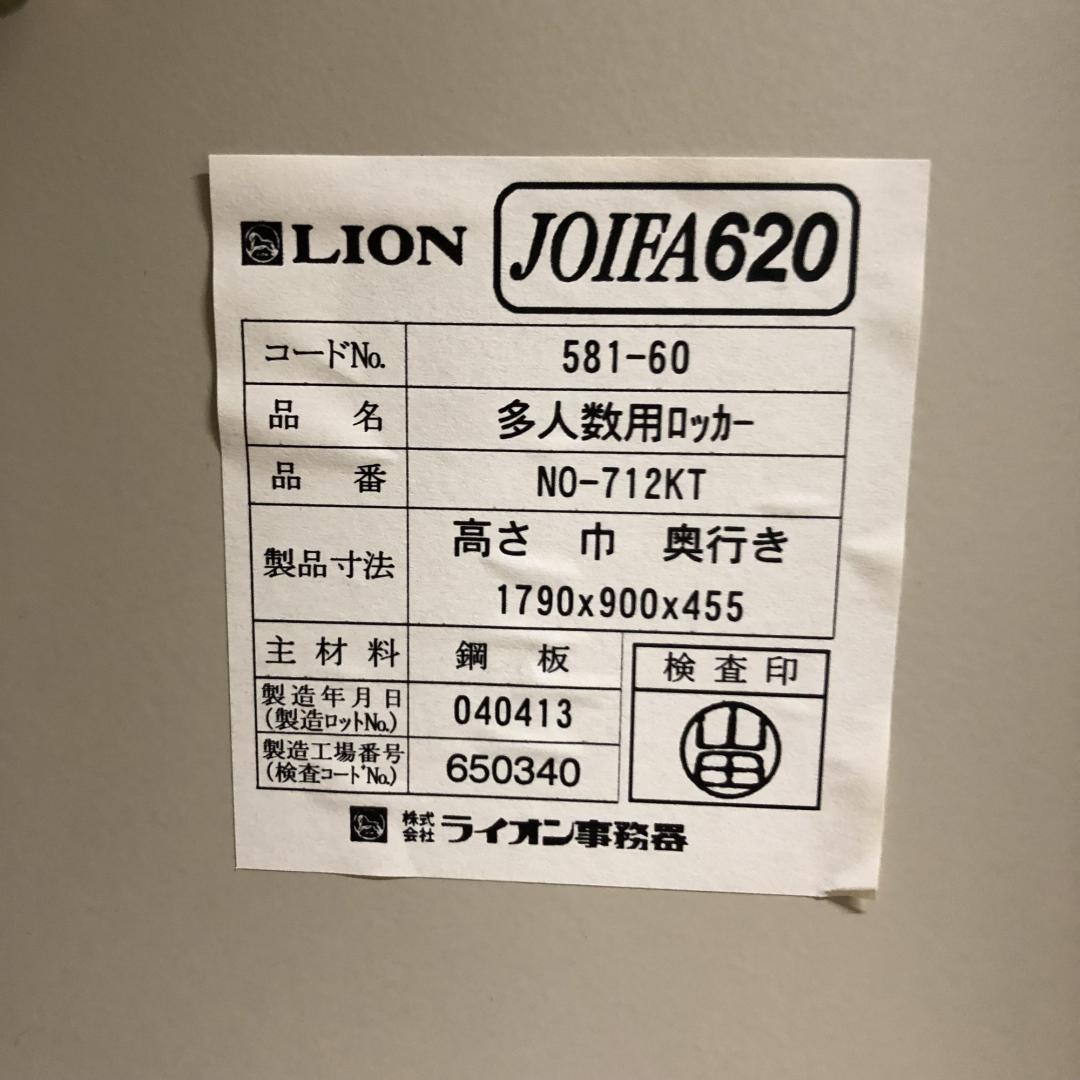 LION JOIFA620
コードNo. 581-60
品名 多人数用ロッカー
品番 NO-712KT
製品寸法 高さ 巾 奥行き
1790x900x455
主材料 鋼板
検査印
製造年月日
(製造ロットNo.) 040413
山田
製造工場番号
(検査コードNo.) 650340
株式会社 ライオン事務器